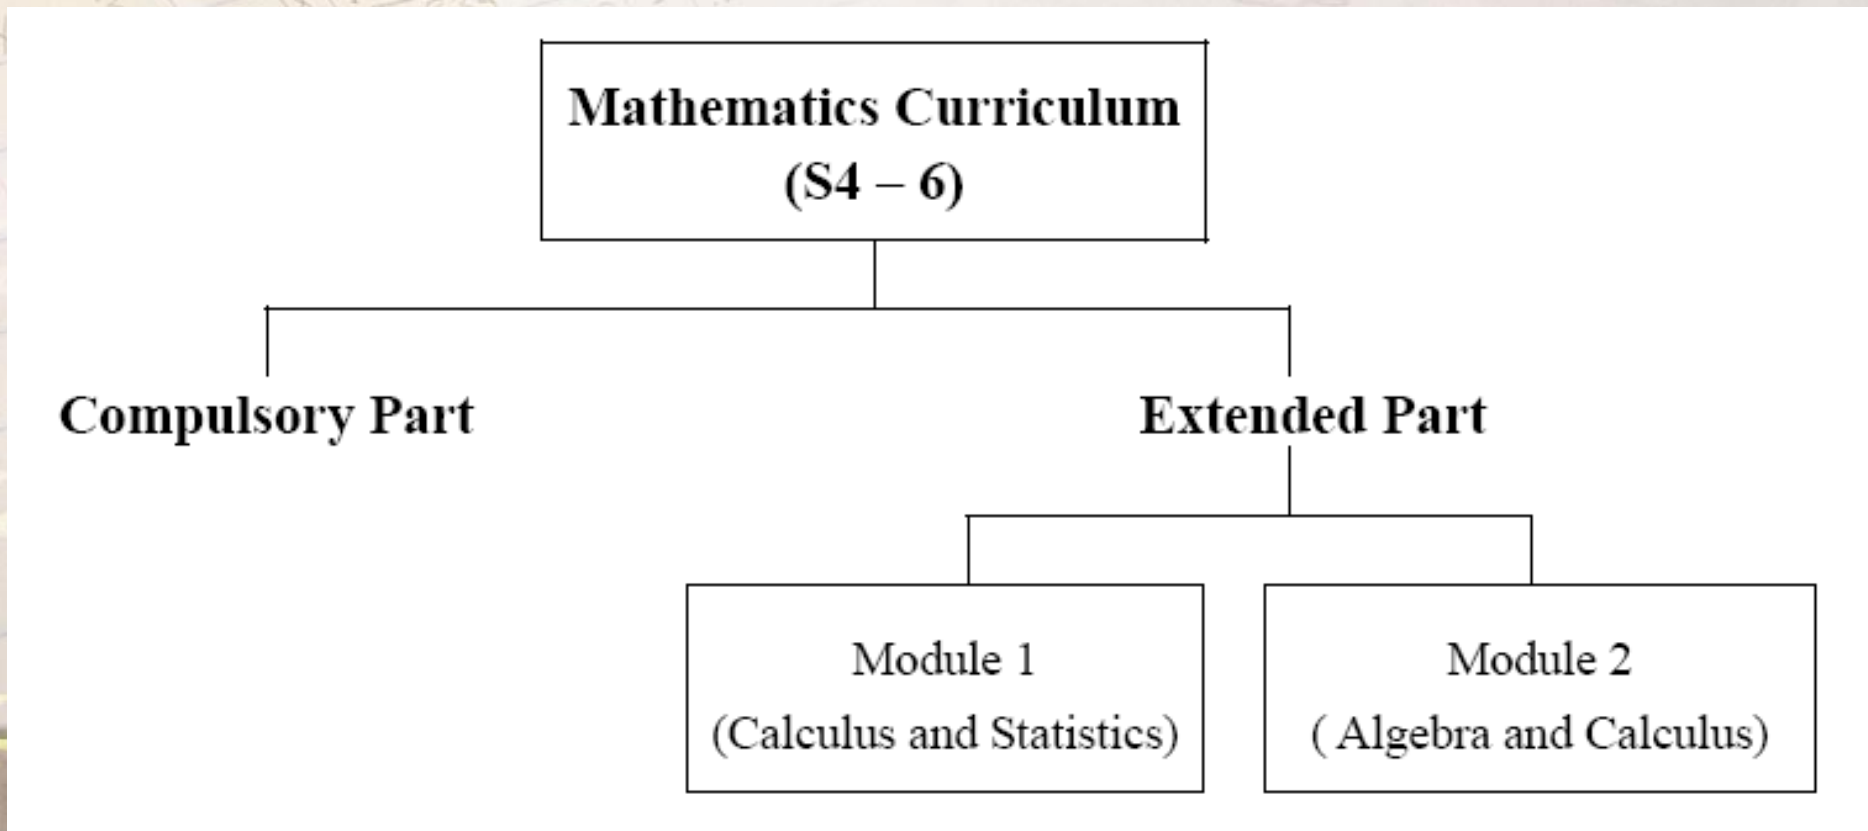 Mathematics Curriculum
(S4 – 6)
Compulsory Part
Extended Part
Module 1
(Calculus and Statistics)
Module 2
( Algebra and Calculus)